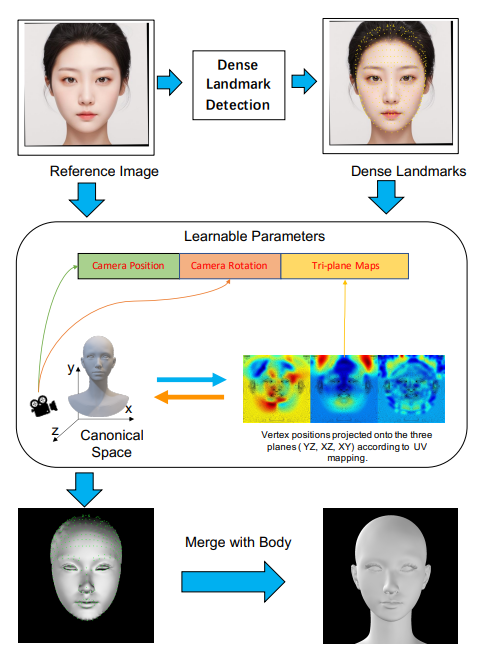 Dense
Landmark
Detection
Reference Image
Dense Landmarks
Learnable Parameters
Camera Position
Camera Rotation
Tri-plane Maps
y
x
z
Canonical
Space
Vertex positions projected onto the three
planes ( YZ, XZ, XY) according to UV
mapping.
Merge with Body